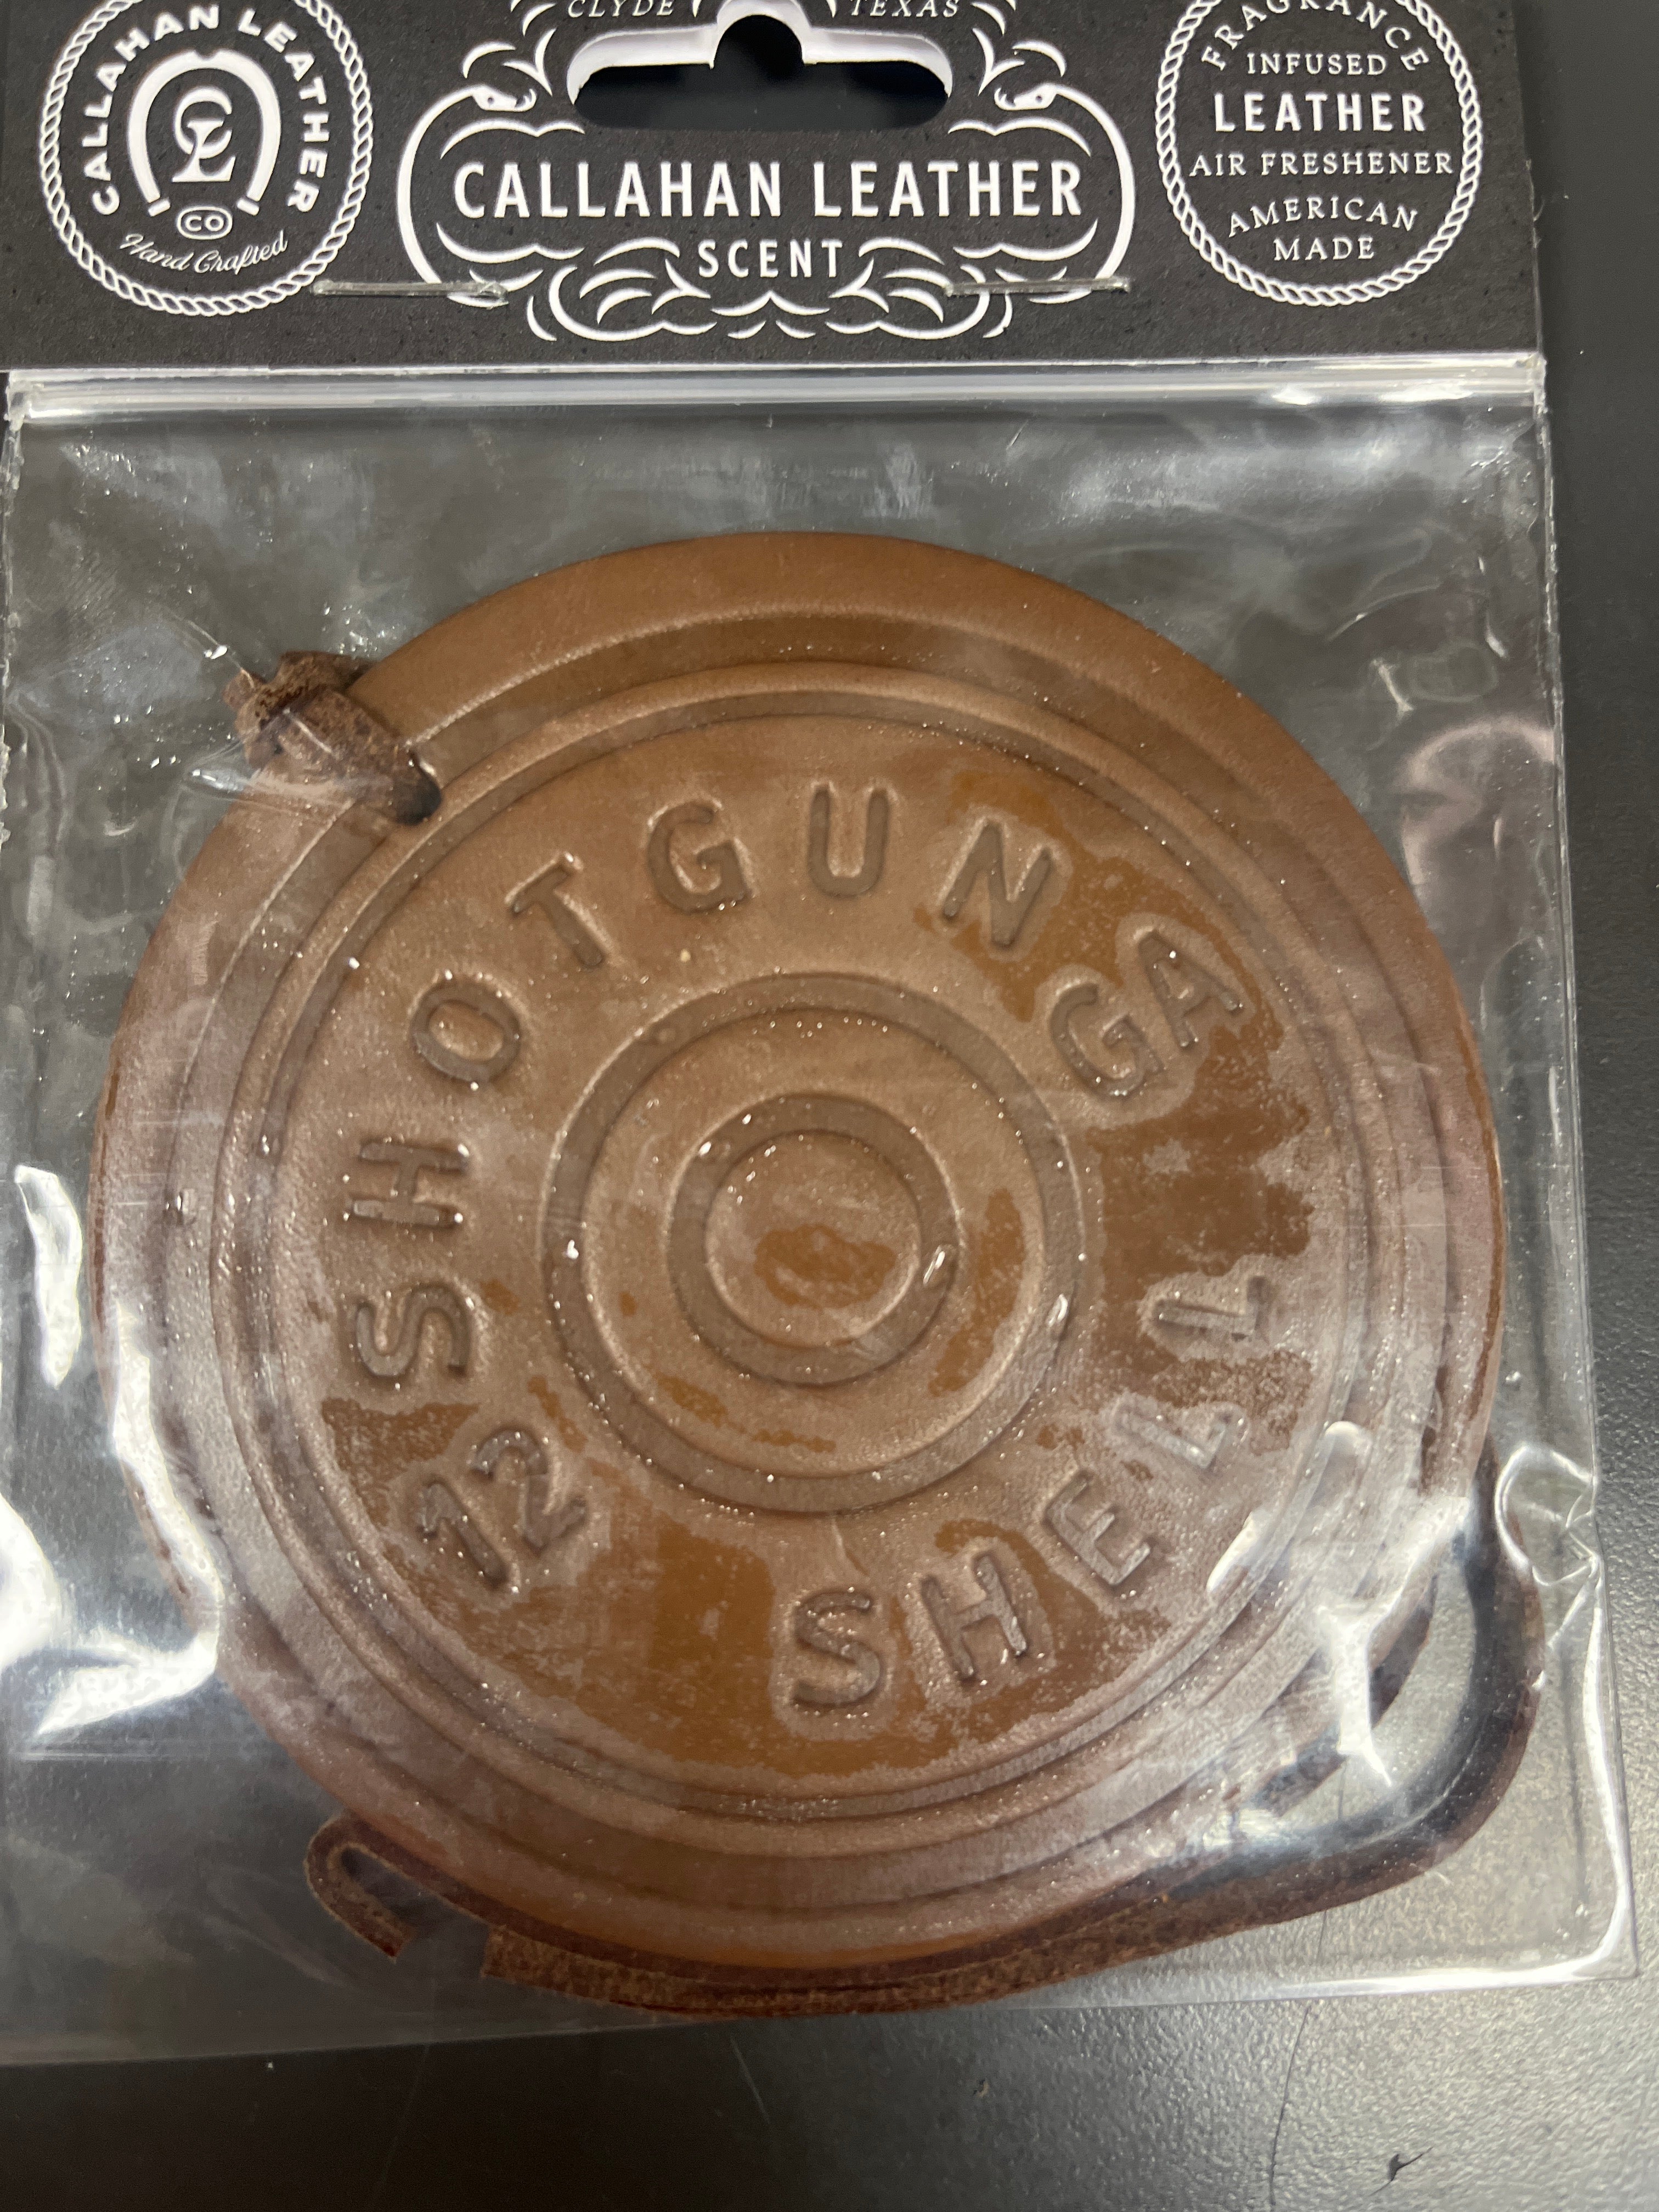 CLYDE TEXAS
CALLAHAN LEATHER
CL
CO
Hand Crafted
CALLAHAN LEATHER
SCENT
FRAGRANCE
INFUSED
LEATHER
AIR FRESHENER
AMERICAN
MADE
12 SHOTGUN GA
SHELL